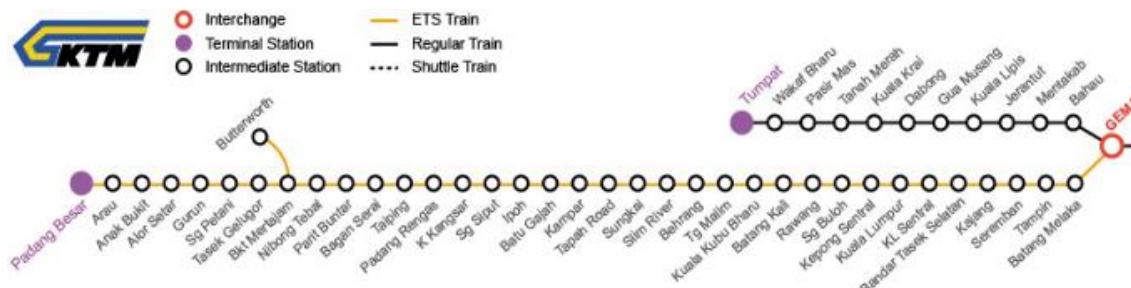 KTM
Interchange
Terminal Station
Intermediate Station
ETS Train
Regular Train
Shuttle Train
Tumpat
Wakaf Bharu
Pasir Mas
Tanah Merah
Kuala Krai
Dabong
Gua Musang
Kuala Lipis
Jerantut
Mentakab
Bahau
GEM
Butterworth
Padang Besar
Arau
Anak Bukit
Alor Setar
Gurun
Sg Petani
Tasek Gelugor
Bkt Mertajam
Nibong Tebal
Parit Buntar
Bagan Serai
Taiping
Padang Rengas
K Kangsar
Sg Siput
Ipoh
Batu Gajah
Kampar
Tapah Road
Sungkai
Slim River
Behrang
Tg Malim
Kuala Kubu Bharu
Batang Kali
Rawang
Sg Buloh
Kepong Sentral
Kuala Lumpur
KL Sentral
Bandar Tasek Selatan
Kajang
Seremban
Tampin
Batang Melaka